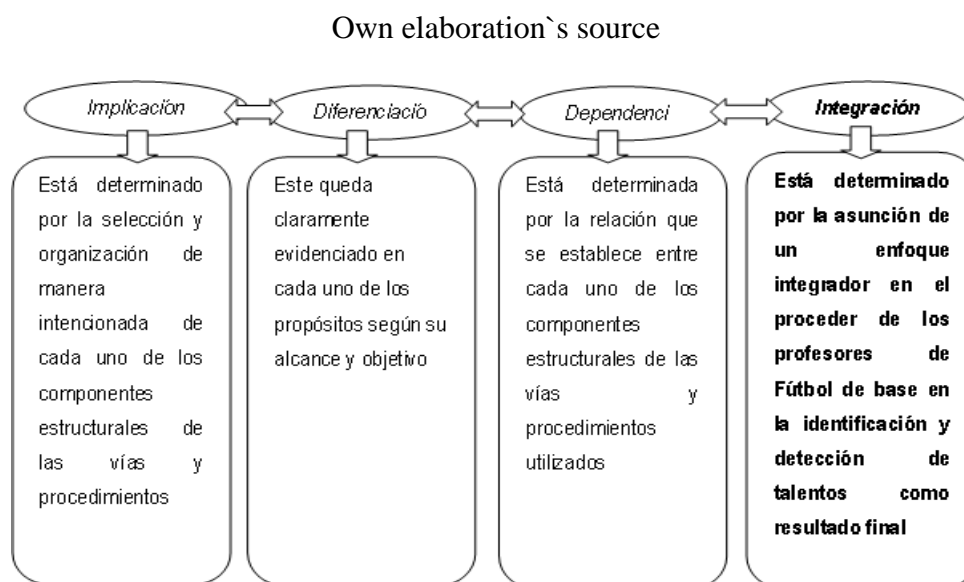 Own elaboration`s source
Implicación
Diferenciació
Dependenci
Integración
Está determinado
por la selección y
organización de
manera
intencionada de
cada uno de los
componentes
estructurales de
las vías y
procedimientos
Este queda
claramente
evidenciado en
cada uno de los
propósitos según su
alcance y objetivo
Está determinada
por la relación que
se establece entre
cada uno de los
componentes
estructurales de las
vías y
procedimientos
utilizados
Está determinado
por la asunción de
un enfoque
integrador en el
proceder de los
profesores de
Fútbol de base en
la identificación y
detección de
talentos como
resultado final